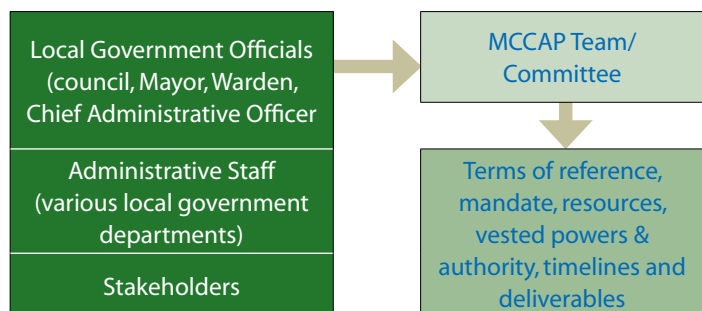 Local Government Officials
(council, Mayor, Warden,
Chief Administrative Officer
Administrative Staff
(various local government
departments)
Stakeholders
MCCAP Team/
Committee
Terms of reference,
mandate, resources,
vested powers &
authority, timelines and
deliverables